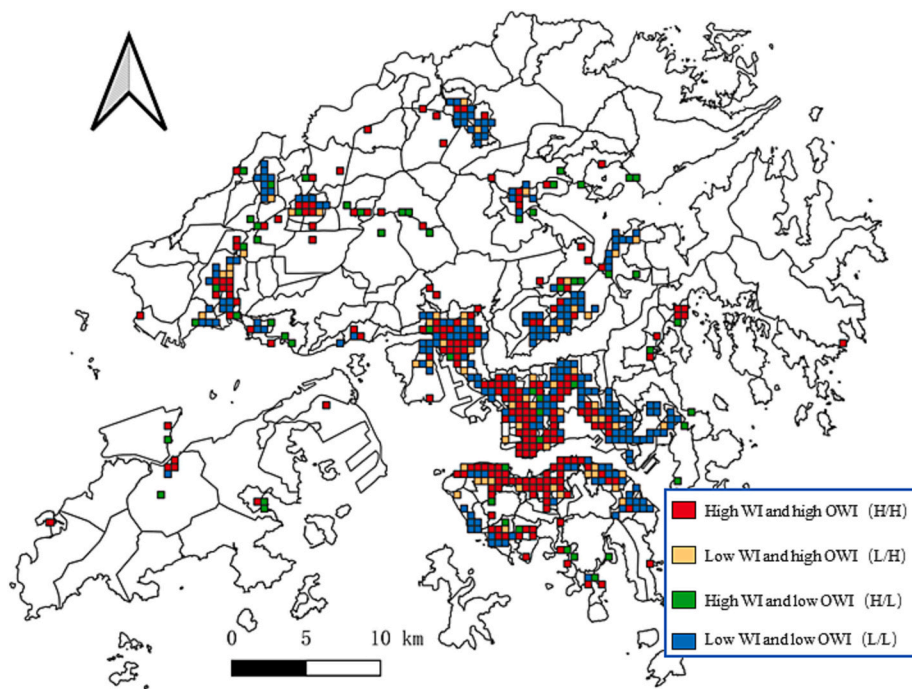 High WI and high OWI (H/H)
Low WI and high OWI (L/H)
High WI and low OWI (H/L)
Low WI and low OWI (L/L)
0 5 10 km